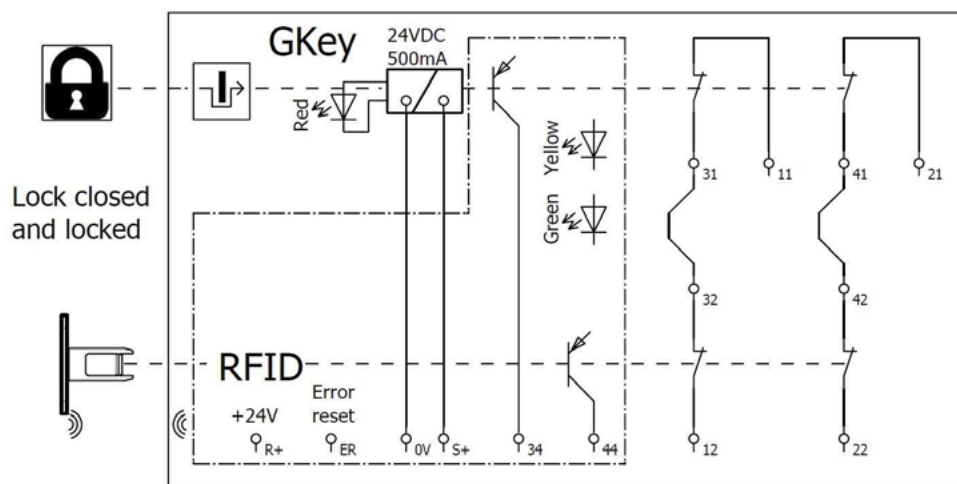 GKey
24VDC
500mA
Red
Yellow
Green
31
11
41
21
Lock closed
and locked
32
42
RFID
+24V
Error
reset
R+
ER
0V
S+
34
44
12
22